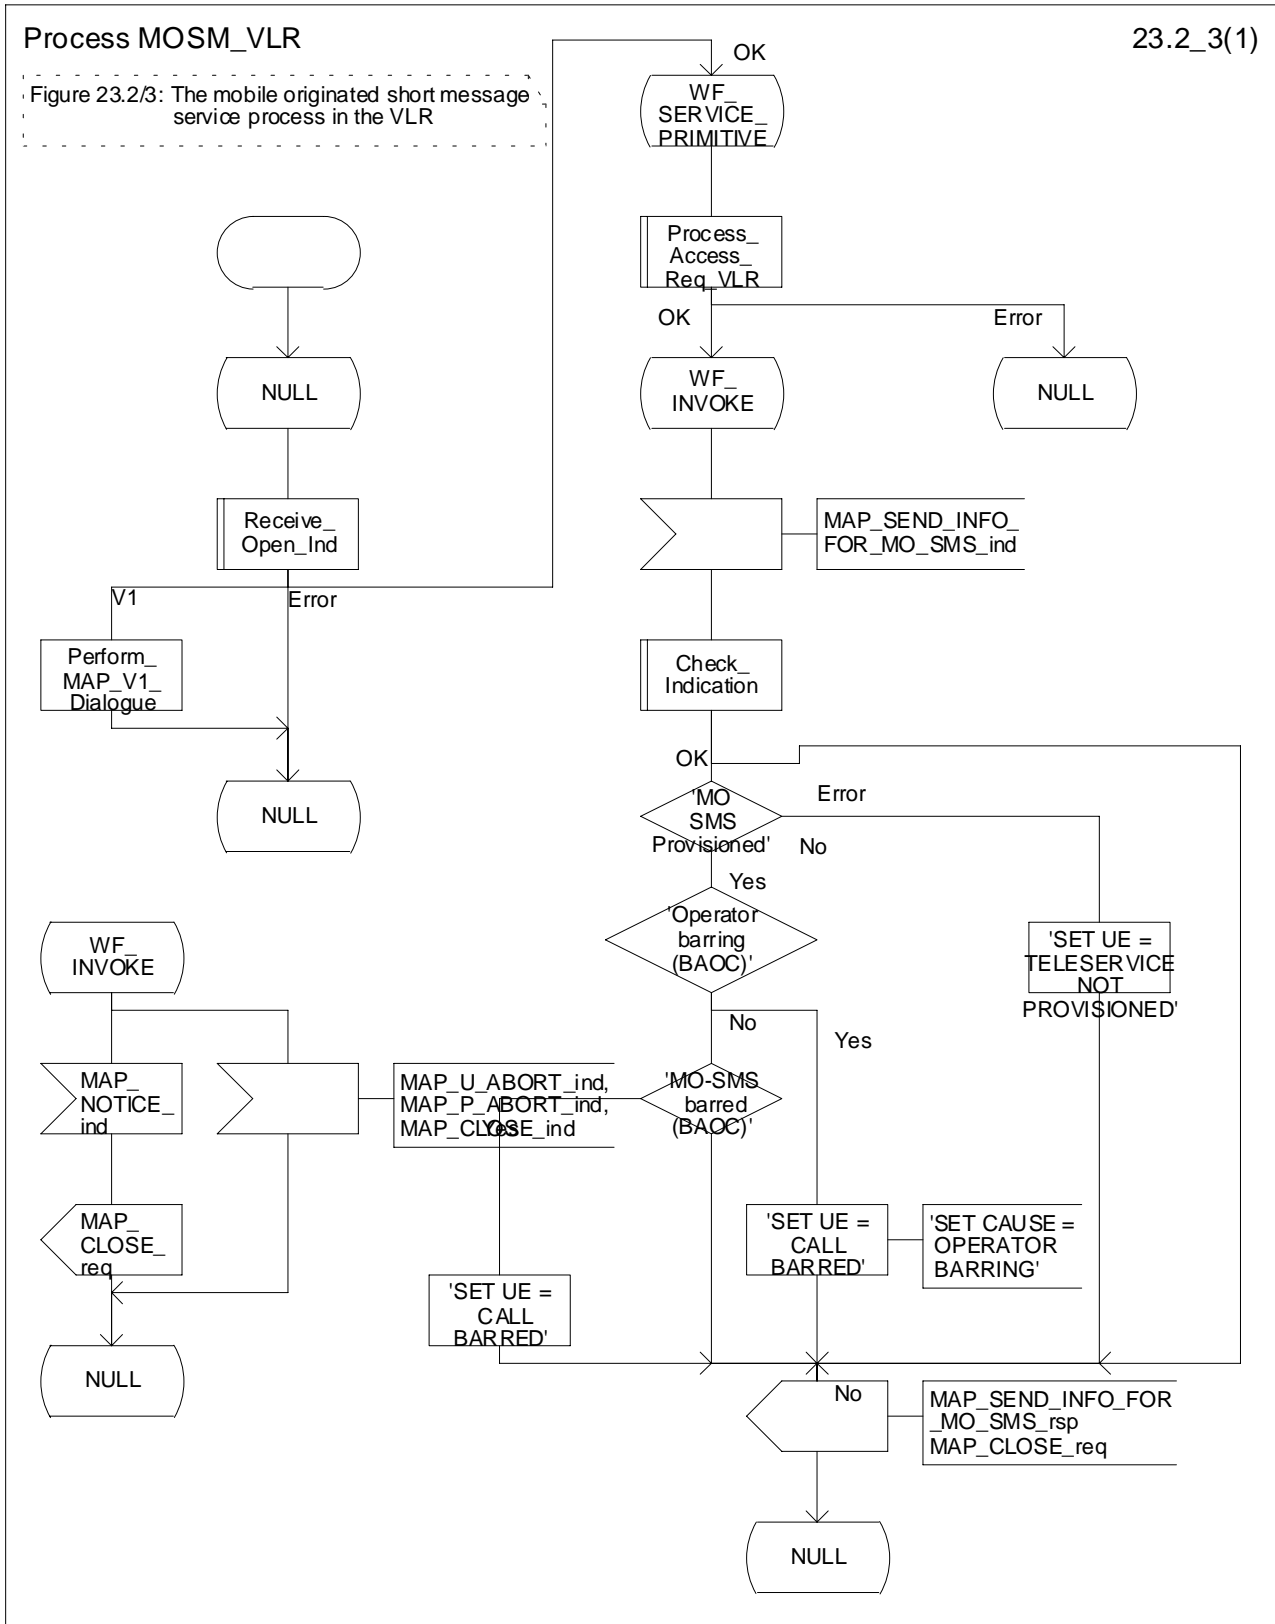 Process MOSM_VLR
23.2_3(1)
Figure 23.2/3: The mobile originated short message
service process in the VLR
OK
WF_
SERVICE_
PRIMITIVE
Process_
Access_
Req_VLR
OK
Error
NULL
WF_
INVOKE
NULL
Receive_
Open_Ind
MAP_SEND_INFO_
FOR_MO_SMS_ind
V1
Error
Perform_
MAP_V1_
Dialogue
Check_
Indication
OK
NULL
'MO
SMS
Provisioned'
Error
No
Yes
'Operator
barring
(BAOC)'
WF_
INVOKE
'SET UE =
TELESERVICE
NOT
PROVISIONED'
No
Yes
MAP_
NOTICE_
ind
MAP_U_ABORT_ind,
MAP_P_ABORT_ind,
MAP_CLOSE_ind
Yes
'MO-SMS
barred
(BAOC)'
MAP_
CLOSE_
req
'SET UE =
CALL
BARRED'
'SET CAUSE =
OPERATOR
BARRING'
'SET UE =
CALL
BARRED'
NULL
No
MAP_SEND_INFO_FOR
_MO_SMS_rsp
MAP_CLOSE_req
NULL